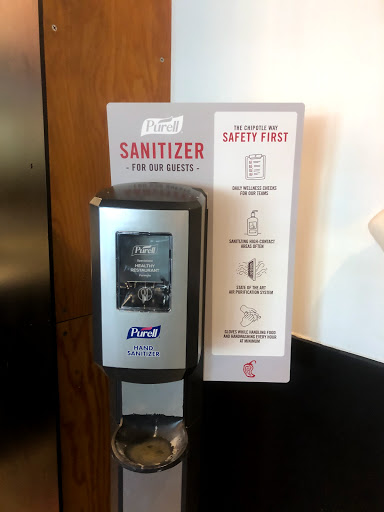 Purell
SANITIZER
- FOR OUR GUESTS -
THE CHIPOTLE WAY
SAFETY FIRST
DAILY WELLNESS CHECKS
FOR OUR TEAMS
SANITIZING HIGH-CONTACT
AREAS OFTEN
STATE OF THE ART
AIR PURIFICATION SYSTEM
GLOVES WHILE HANDLING FOOD
AND HANDWASHING EVERY HOUR
AT MINIMUM
Purell
HEALTHY
RESTAURANT
Purell
HAND
SANITIZER